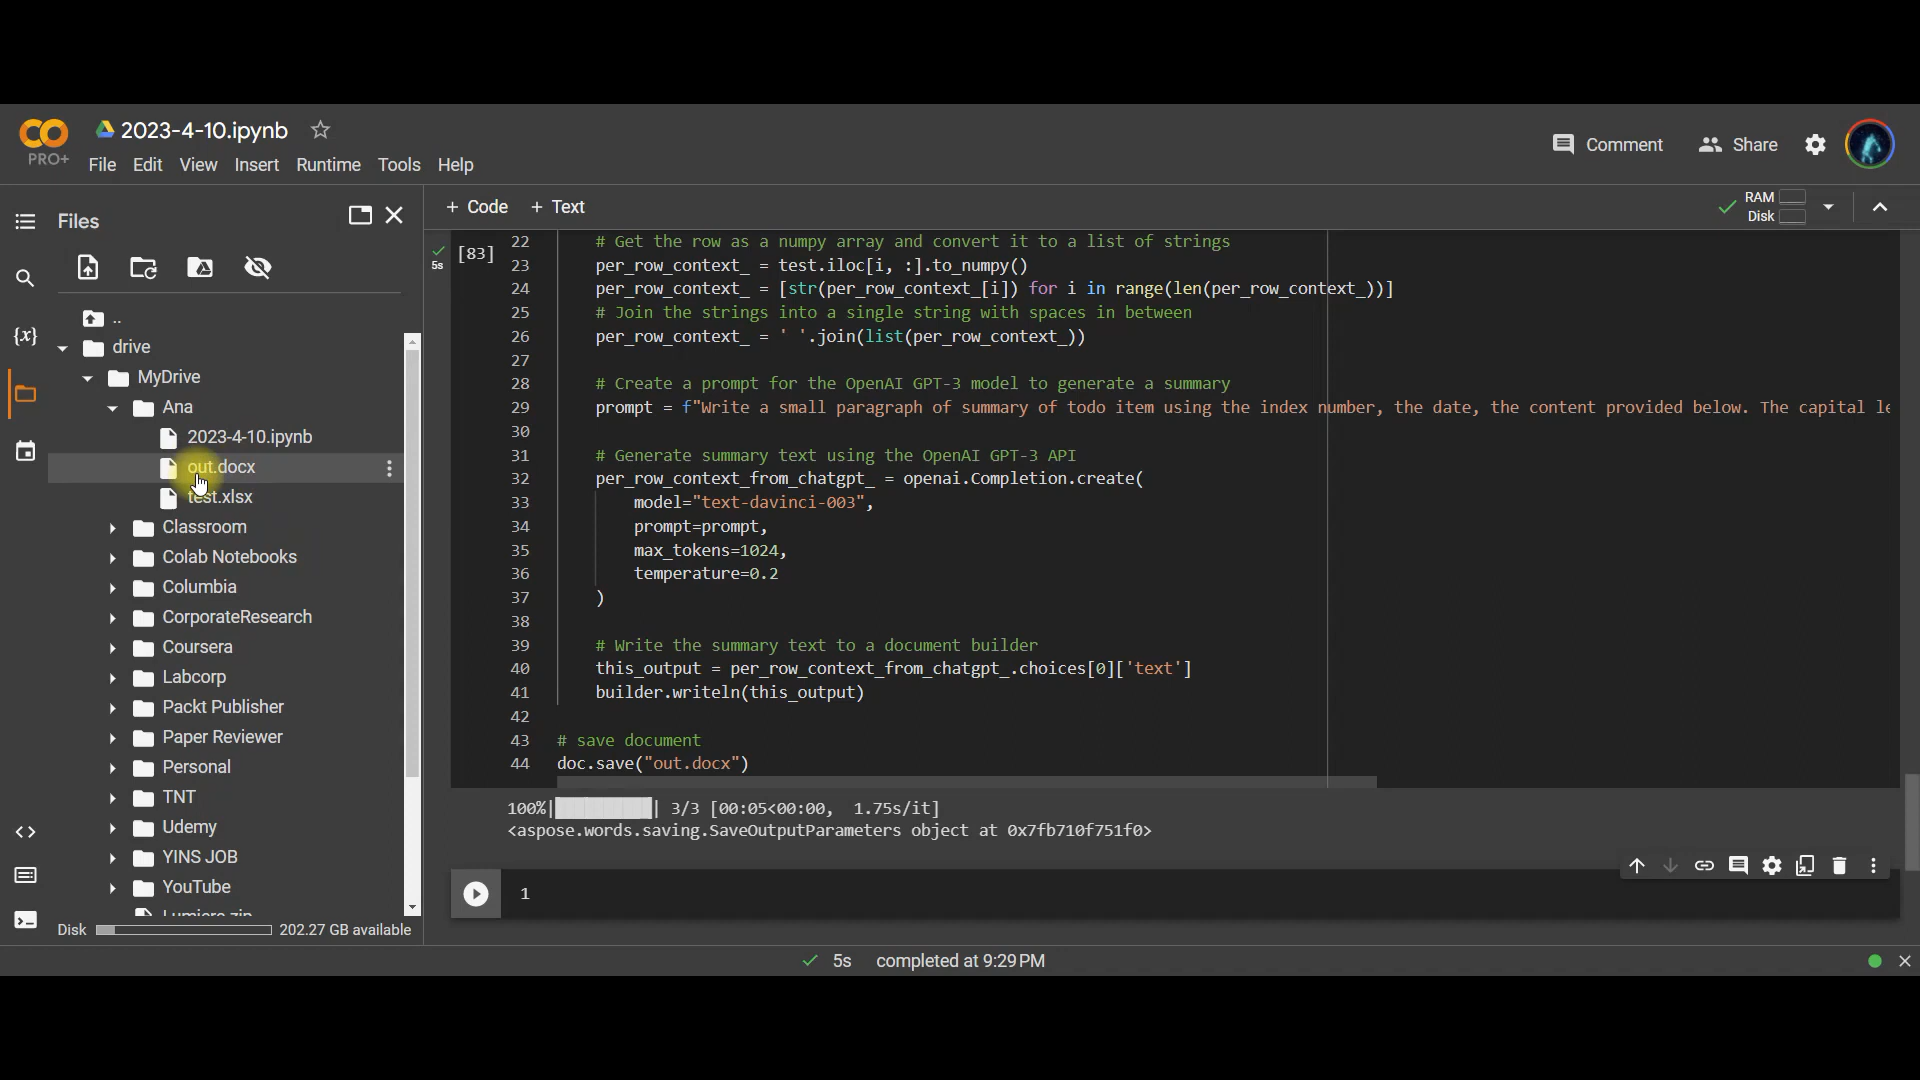 2023-4-10.ipynb
PRO+
File Edit View Insert Runtime Tools Help
Comment
Share
Files
+ Code + Text
RAM
Disk
{x}
..
drive
MyDrive
Ana
2023-4-10.ipynb
out.docx
test.xlsx
Classroom
Colab Notebooks
Columbia
CorporateResearch
Coursera
Labcorp
Packt Publisher
Paper Reviewer
Personal
TNT
Udemy
YINS JOB
YouTube
Disk 202.27 GB available
5s
[83]
22 # Get the row as a numpy array and convert it to a list of strings
23 per_row_context_ = test.iloc[i, :].to_numpy()
24 per_row_context_ = [str(per_row_context_[i]) for i in range(len(per_row_context_))]
25 # Join the strings into a single string with spaces in between
26 per_row_context_ = ' '.join(list(per_row_context_))
27
28 # Create a prompt for the OpenAI GPT-3 model to generate a summary
29 prompt = f"Write a small paragraph of summary of todo item using the index number, the date, the content provided below. The capital le
30
31 # Generate summary text using the OpenAI GPT-3 API
32 per_row_context_from_chatgpt_ = openai.Completion.create(
33 model="text-davinci-003",
34 prompt=prompt,
35 max_tokens=1024,
36 temperature=0.2
37 )
38
39 # Write the summary text to a document builder
40 this_output = per_row_context_from_chatgpt_.choices[0]['text']
41 builder.writeln(this_output)
42
43 # save document
44 doc.save("out.docx")
100%|██████████| 3/3 [00:05<00:00, 1.75s/it]
<aspose.words.saving.SaveOutputParameters object at 0x7fb710f751f0>
1
5s completed at 9:29 PM